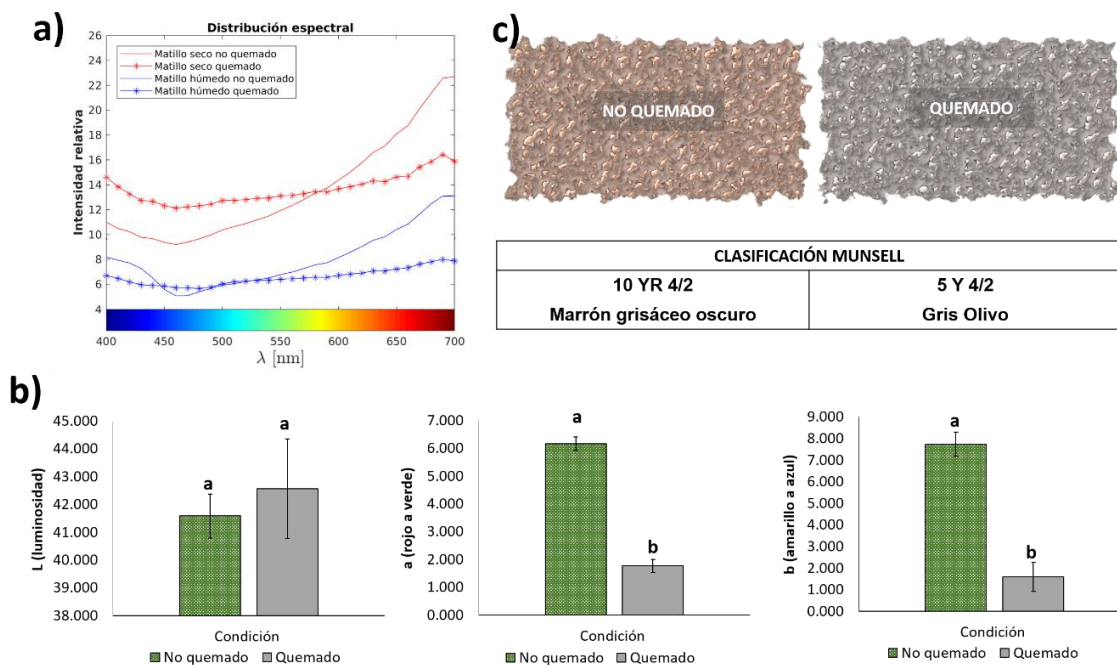 a)
Distribución espectral
Matillo seco no quemado
Matillo seco quemado
Matillo húmedo no quemado
Matillo húmedo quemado
Intensidad relativa
26
24
22
20
18
16
14
12
10
8
6
4
400
450
500
550
600
650
700
λ [nm]
c)
NO QUEMADO
QUEMADO
CLASIFICACIÓN MUNSELL
10 YR 4/2
5 Y 4/2
Marrón grisáceo oscuro
Gris Olivo
b)
L (luminosidad)
45.000
44.000
43.000
42.000
41.000
40.000
39.000
38.000
a
a
Condición
No quemado
Quemado
a (rojo a verde)
7.000
6.000
5.000
4.000
3.000
2.000
1.000
0.000
a
b
Condición
No quemado
Quemado
b (amarillo a azul)
9.000
8.000
7.000
6.000
5.000
4.000
3.000
2.000
1.000
0.000
a
b
Condición
No quemado
Quemado